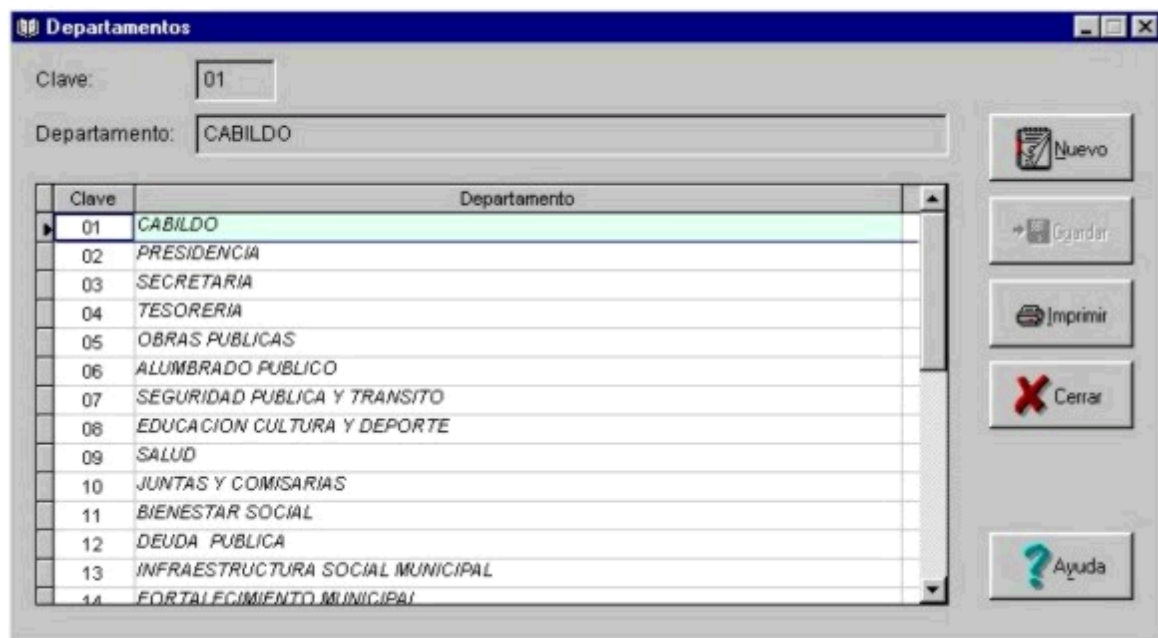 Departamentos
Clave: 01
Departamento: CABILDO
Nuevo
Guardar
Imprimir
Cerrar
Ayuda
Clave Departamento
01 CABILDO
02 PRESIDENCIA
03 SECRETARIA
04 TESORERIA
05 OBRAS PUBLICAS
06 ALUMBRADO PUBLICO
07 SEGURIDAD PUBLICA Y TRANSITO
08 EDUCACION CULTURA Y DEPORTE
09 SALUD
10 JUNTAS Y COMISARIAS
11 BIENESTAR SOCIAL
12 DEUDA PUBLICA
13 INFRAESTRUCTURA SOCIAL MUNICIPAL
14 FORTALECIMIENTO MUNICIPAL